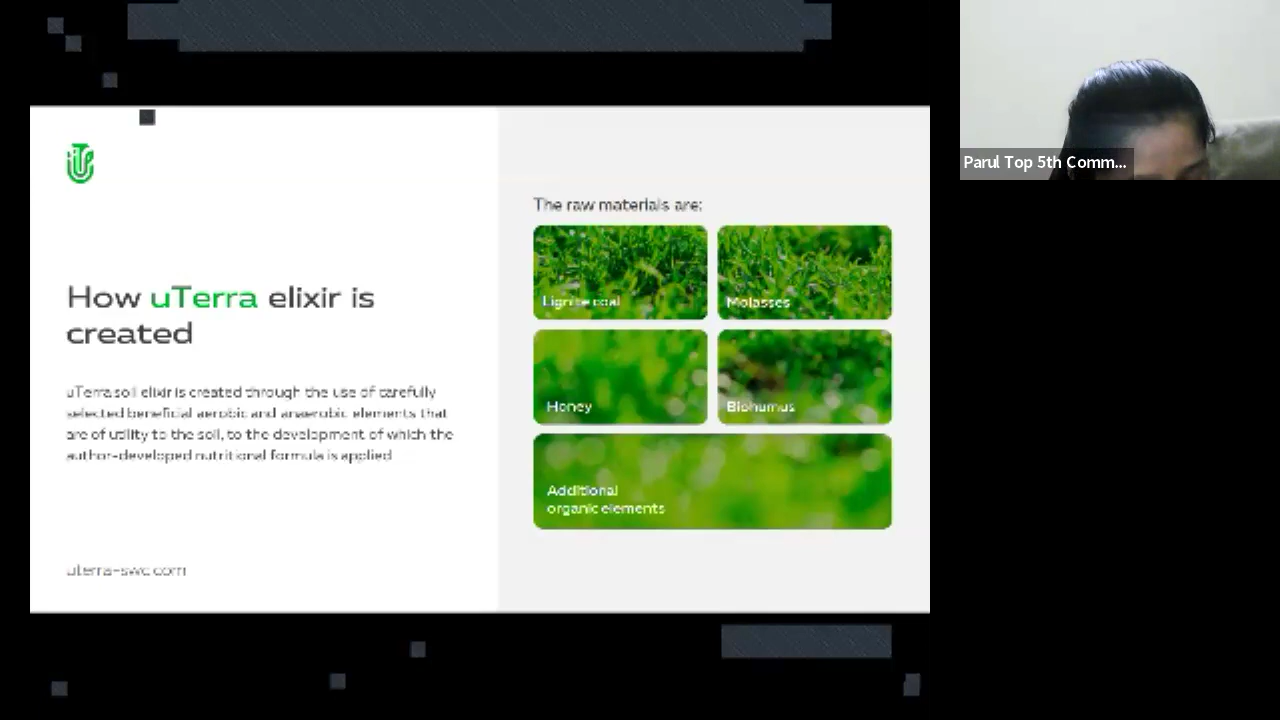 How uTerra elixir is
created
uTerra soil elixir is created through the use of carefully
selected beneficial aerobic and anaerobic elements that
are of utility to the soil, to the development of which the
author-developed nutritional formula is applied
uterra-swc.com
The raw materials are:
Lignite coal
Molasses
Honey
Biohumus
Additional
organic elements
Parul Top 5th Comm...